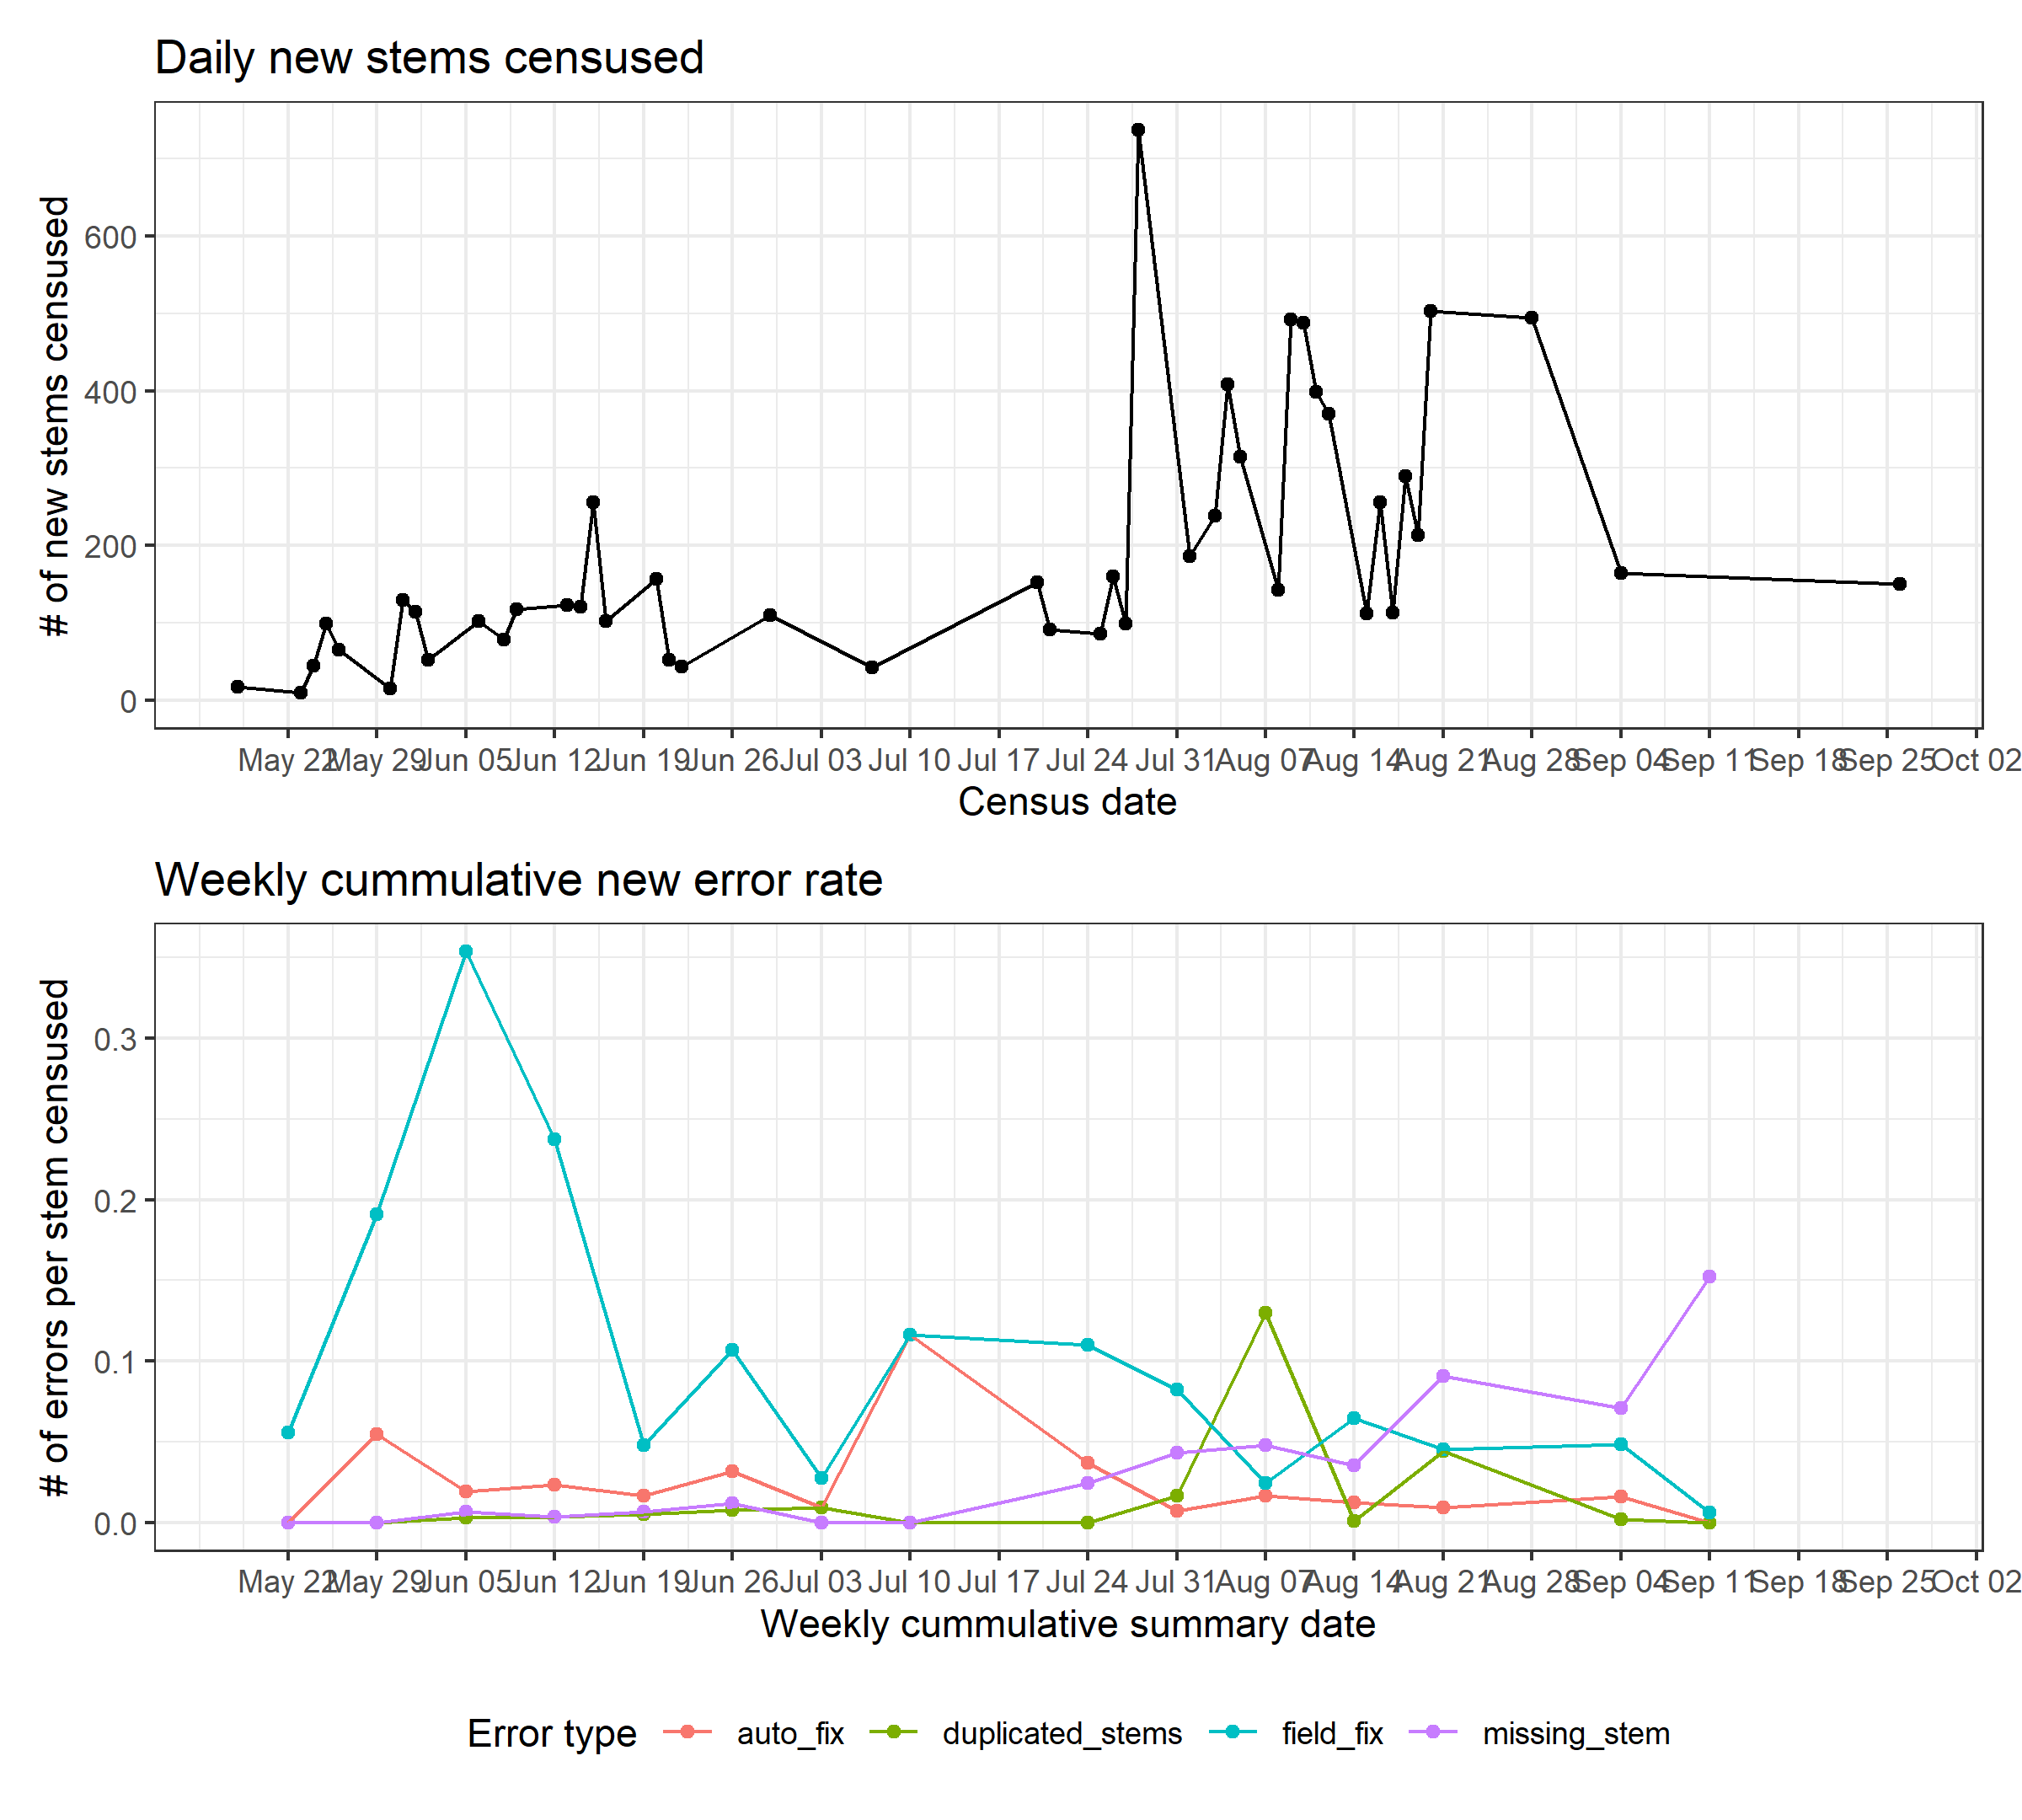 Daily new stems censused
# of new stems censused
600
400
200
0
May 22 May 29 Jun 05 Jun 12 Jun 19 Jun 26 Jul 03 Jul 10 Jul 17 Jul 24 Jul 31 Aug 07 Aug 14 Aug 21 Aug 28 Sep 04 Sep 11 Sep 18 Sep 25 Oct 02
Census date
Weekly cummulative new error rate
# of errors per stem censused
0.3
0.2
0.1
0.0
May 22 May 29 Jun 05 Jun 12 Jun 19 Jun 26 Jul 03 Jul 10 Jul 17 Jul 24 Jul 31 Aug 07 Aug 14 Aug 21 Aug 28 Sep 04 Sep 11 Sep 18 Sep 25 Oct 02
Weekly cummulative summary date
Error type auto_fix duplicated_stems field_fix missing_stem